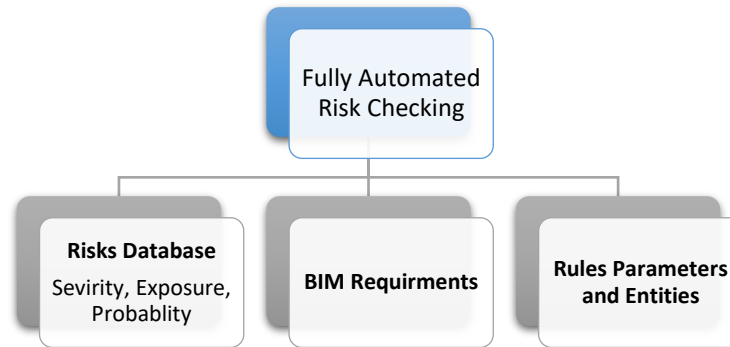 Fully Automated
Risk Checking
Risks Database
Sevirity, Exposure,
Probablity
BIM Requirments
Rules Parameters
and Entities